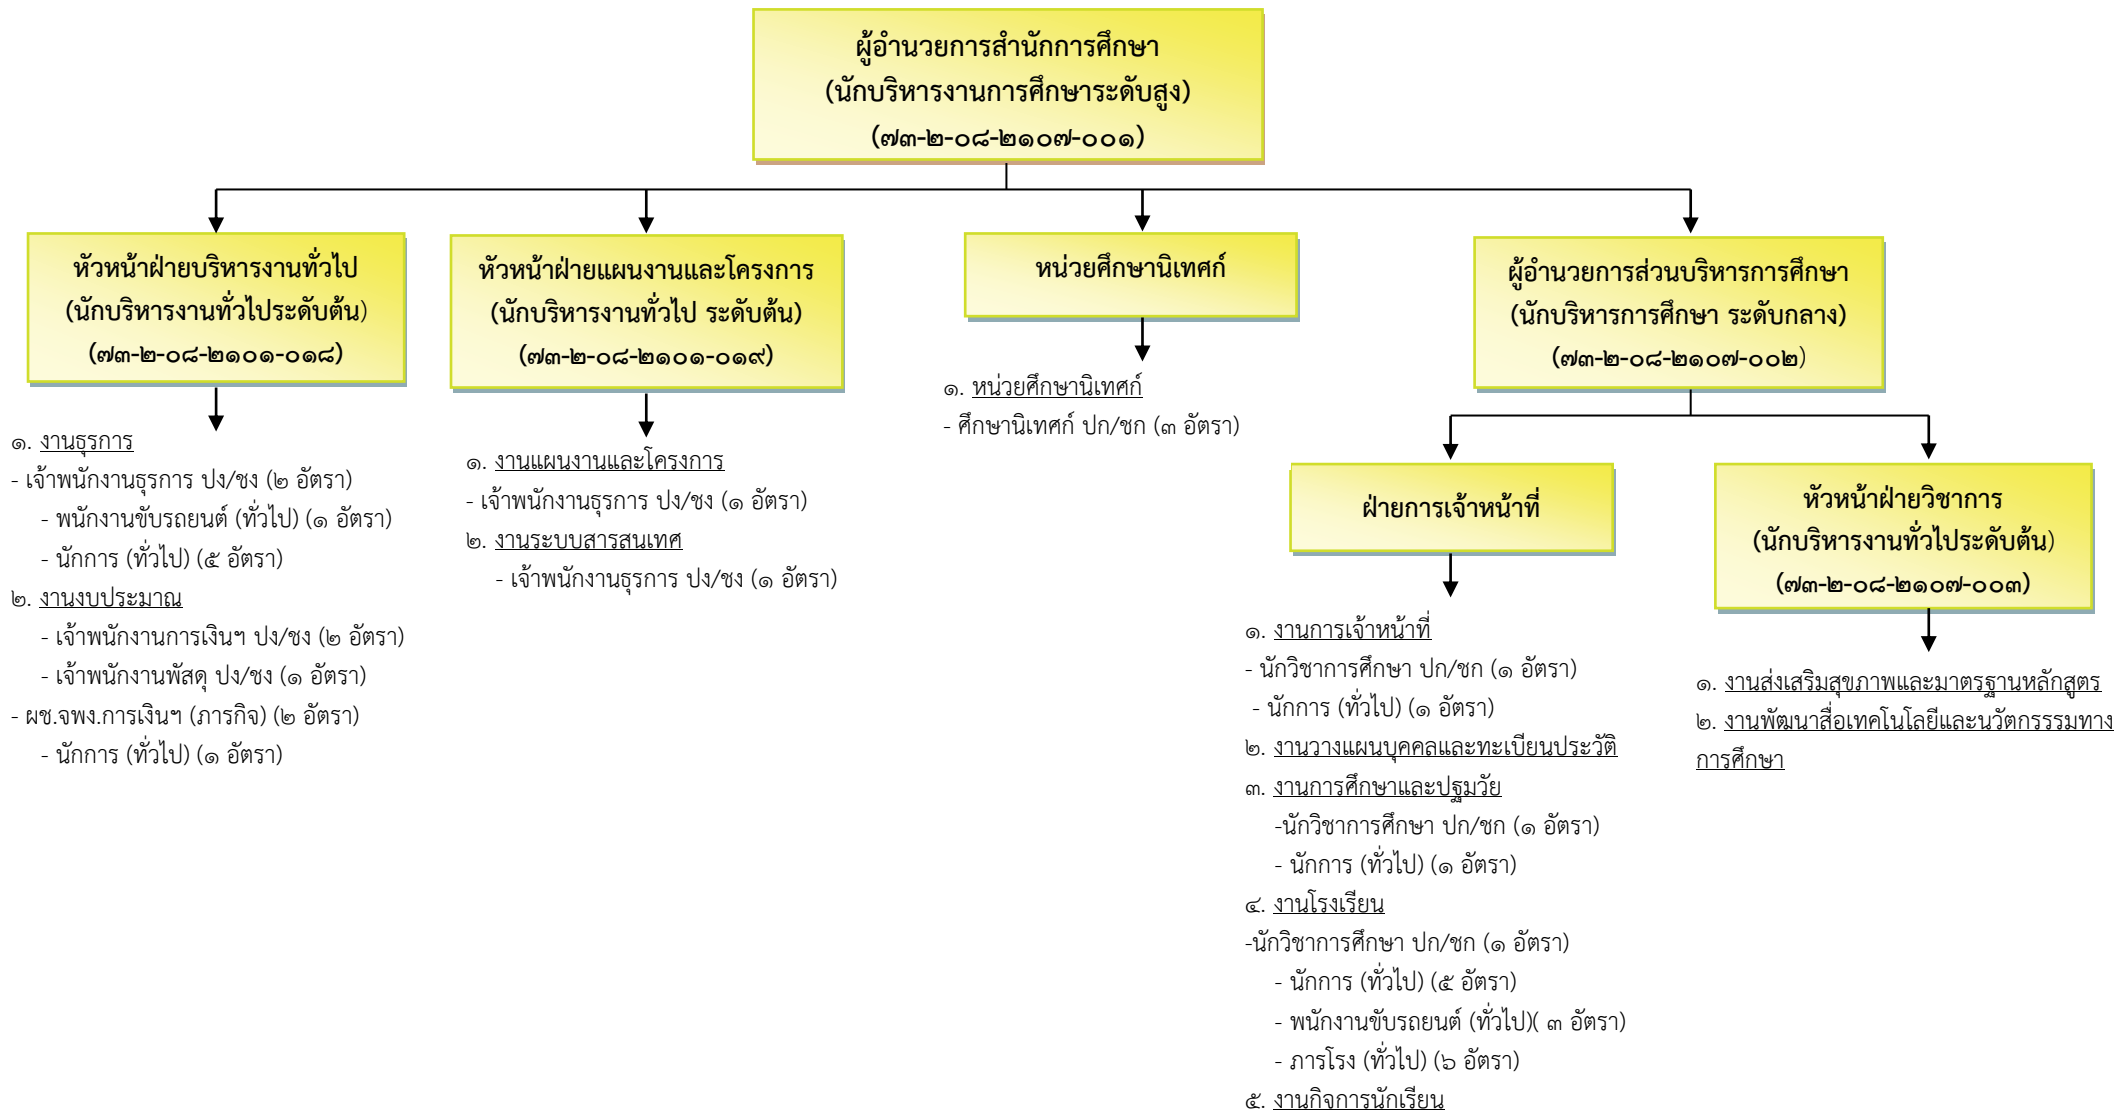 ผู้อำนวยการสำนักการศึกษา
(นักบริหารงานการศึกษาระดับสูง)
(๗๓-๒-๐๘-๒๑๐๗-๐๐๑)
หัวหน้าฝ่ายบริหารงานทั่วไป
(นักบริหารงานทั่วไประดับต้น)
(๗๓-๒-๐๘-๒๑๐๑-๐๑๘)
๑. งานธุรการ
- เจ้าพนักงานธุรการ ปง/ชง (๒ อัตรา)
- พนักงานขับรถยนต์ (ทั่วไป) (๑ อัตรา)
- นักการ (ทั่วไป) (๕ อัตรา)
๒. งานงบประมาณ
- เจ้าพนักงานการเงินฯ ปง/ชง (๒ อัตรา)
- เจ้าพนักงานพัสดุ ปง/ชง (๑ อัตรา)
- ผช.จพง.การเงินฯ (ภารกิจ) (๒ อัตรา)
- นักการ (ทั่วไป) (๑ อัตรา)
หัวหน้าฝ่ายแผนงานและโครงการ
(นักบริหารงานทั่วไป ระดับต้น)
(๗๓-๒-๐๘-๒๑๐๑-๐๑๙)
๑. งานแผนงานและโครงการ
- เจ้าพนักงานธุรการ ปง/ชง (๑ อัตรา)
๒. งานระบบสารสนเทศ
- เจ้าพนักงานธุรการ ปง/ชง (๑ อัตรา)
หน่วยศึกษานิเทศก์
๑. หน่วยศึกษานิเทศก์
- ศึกษานิเทศก์ ปก/ชก (๓ อัตรา)
ผู้อำนวยการส่วนบริหารการศึกษา
(นักบริหารการศึกษา ระดับกลาง)
(๗๓-๒-๐๘-๒๑๐๗-๐๐๒)
ฝ่ายการเจ้าหน้าที่
๑. งานการเจ้าหน้าที่
- นักวิชาการศึกษา ปก/ชก (๑ อัตรา)
- นักการ (ทั่วไป) (๑ อัตรา)
๒. งานวางแผนบุคคลและทะเบียนประวัติ
๓. งานการศึกษาและปฐมวัย
-นักวิชาการศึกษา ปก/ชก (๑ อัตรา)
- นักการ (ทั่วไป) (๑ อัตรา)
๔. งานโรงเรียน
-นักวิชาการศึกษา ปก/ชก (๑ อัตรา)
- นักการ (ทั่วไป) (๕ อัตรา)
- พนักงานขับรถยนต์ (ทั่วไป)( ๓ อัตรา)
- ภารโรง (ทั่วไป) (๖ อัตรา)
๕. งานกิจการนักเรียน
หัวหน้าฝ่ายวิชาการ
(นักบริหารงานทั่วไประดับต้น)
(๗๓-๒-๐๘-๒๑๐๗-๐๐๓)
๑. งานส่งเสริมสุขภาพและมาตรฐานหลักสูตร
๒. งานพัฒนาสื่อเทคโนโลยีและนวัตกรรรมทาง
การศึกษา